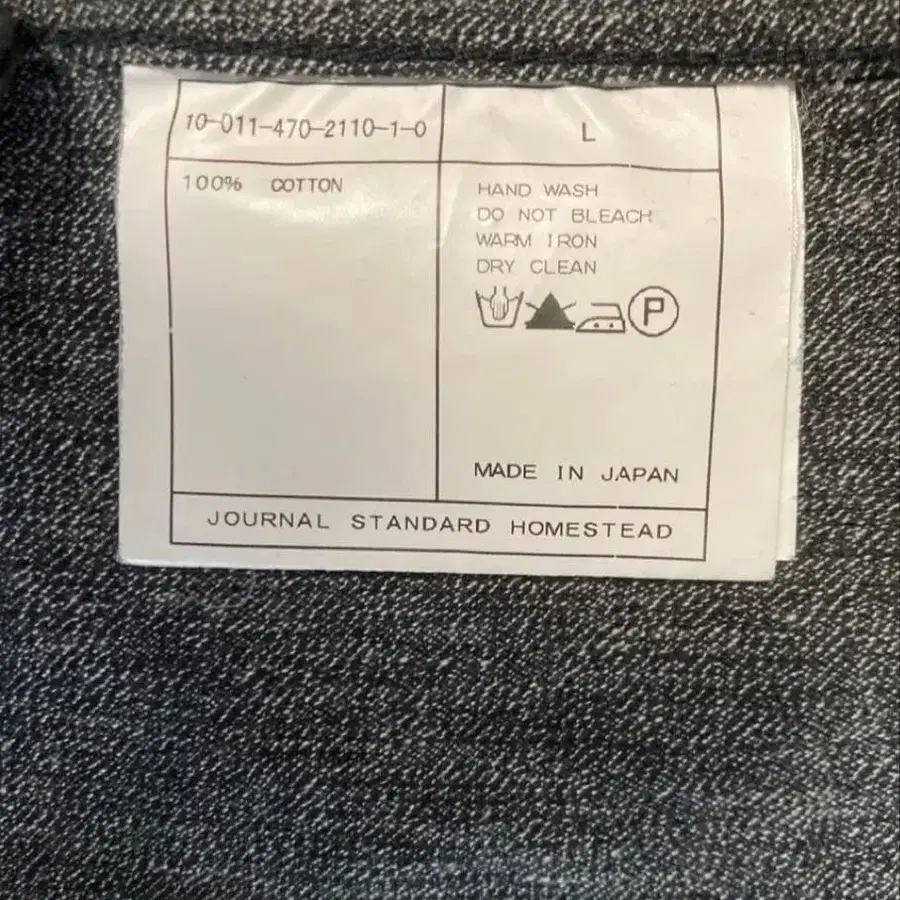 10-011-470-2110-1-0
L
100% COTTON
HAND WASH
DO NOT BLEACH
WARM IRON
DRY CLEAN
P
MADE IN JAPAN
JOURNAL STANDARD HOMESTEAD